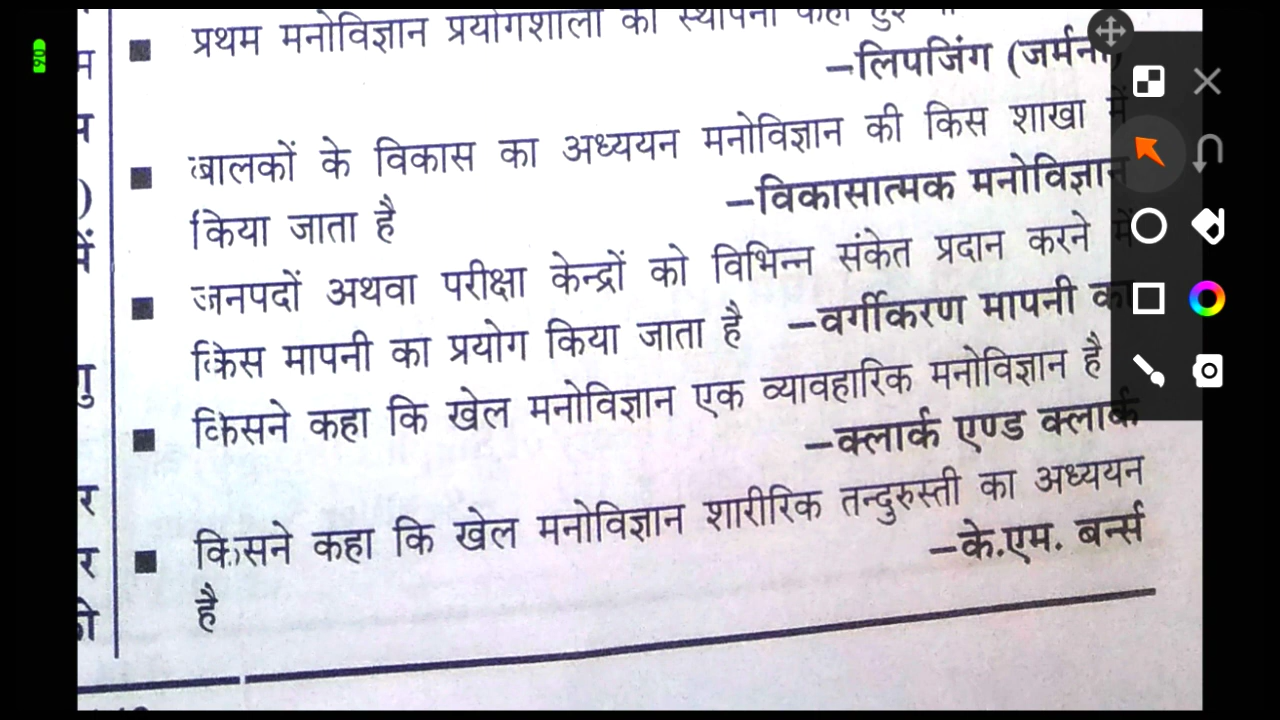 प्रथम मनोविज्ञान प्रयोगशाला की स्थापना कहाँ हुई
–लिपजिंग (जर्मनी)
बालकों के विकास का अध्ययन मनोविज्ञान की किस शाखा में
किया जाता है –विकासात्मक मनोविज्ञान
जनपदों अथवा परीक्षा केन्द्रों को विभिन्न संकेत प्रदान करने में
किस मापनी का प्रयोग किया जाता है –वर्गीकरण मापनी का
किसने कहा कि खेल मनोविज्ञान एक व्यावहारिक मनोविज्ञान है
–क्लार्क एण्ड क्लार्क
किसने कहा कि खेल मनोविज्ञान शारीरिक तन्दुरुस्ती का अध्ययन
है –के.एम. बर्न्स